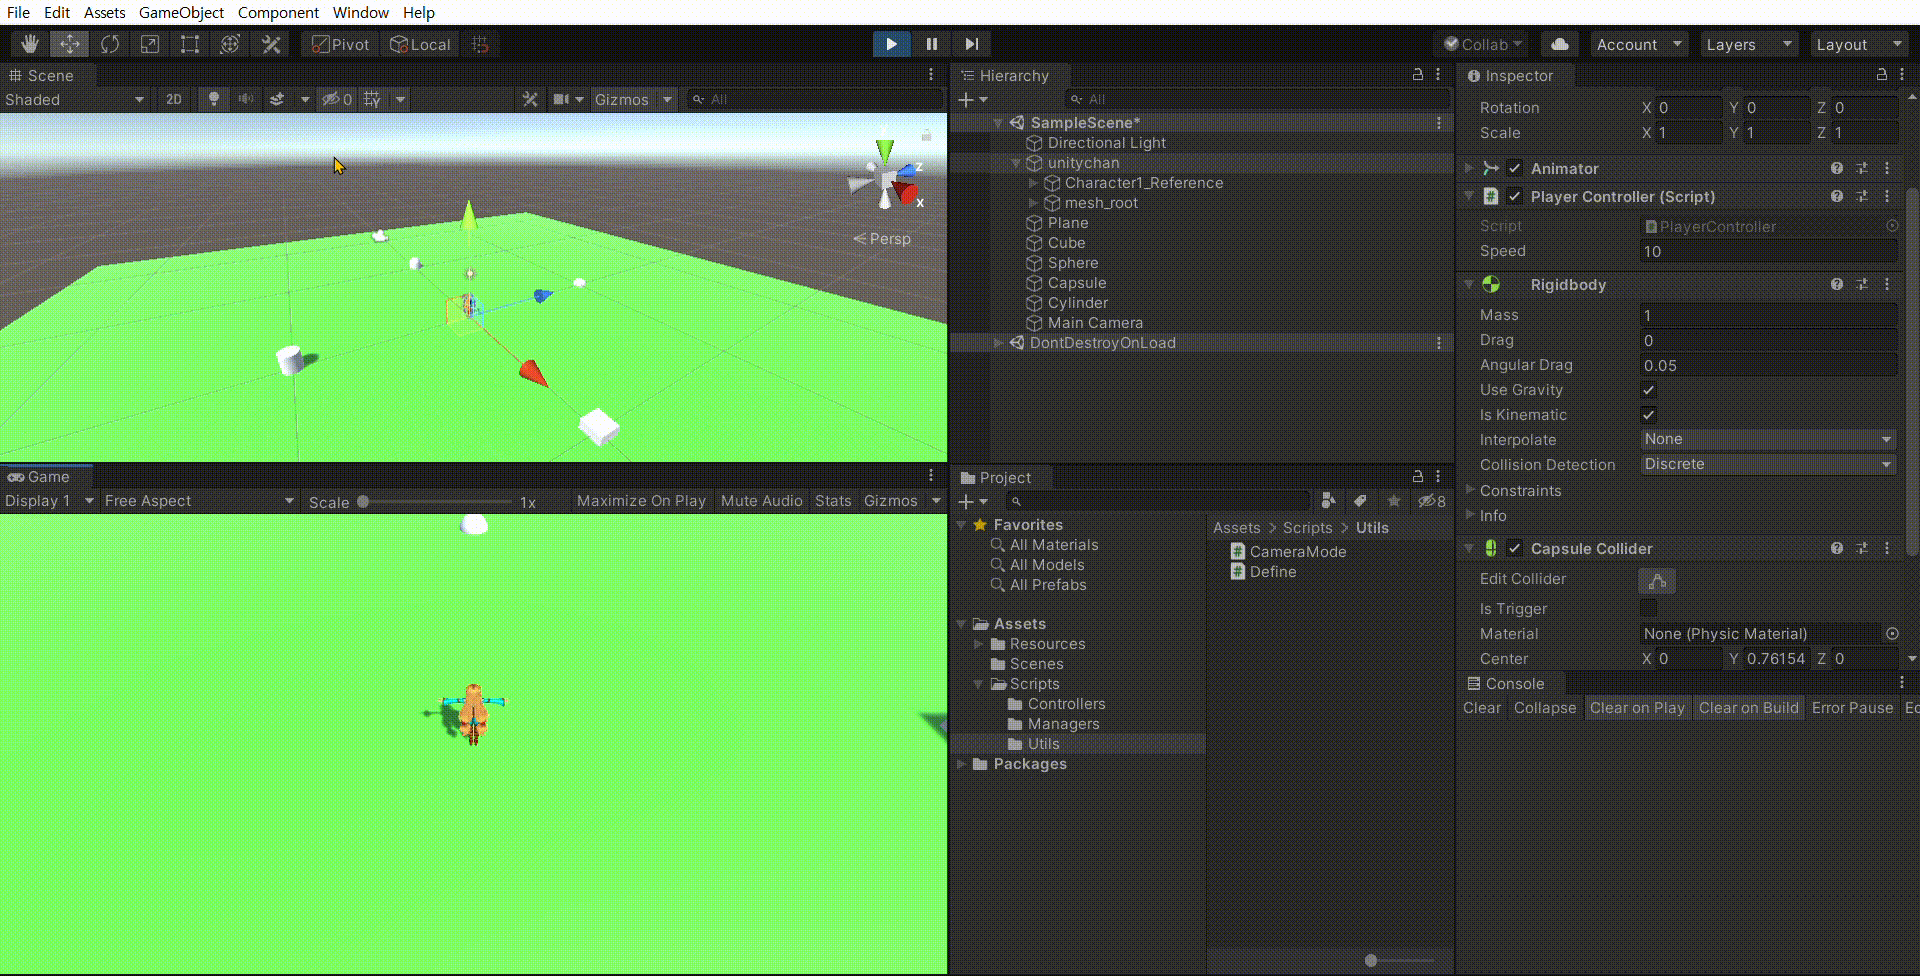 File Edit Assets GameObject Component Window Help
Pivot Local Collab Account Layers Layout
Scene
Shaded 2D 0 Gizmos All
Z
X
Persp
Game
Display 1 Free Aspect Scale 1x Maximize On Play Mute Audio Stats Gizmos
Hierarchy
All
SampleScene*
Directional Light
unitychan
Character1_Reference
mesh_root
Plane
Cube
Sphere
Capsule
Cylinder
Main Camera
DontDestroyOnLoad
Project
8
Favorites
All Materials
All Models
All Prefabs
Assets
Resources
Scenes
Scripts
Controllers
Managers
Utils
Packages
Assets > Scripts > Utils
CameraMode
Define
Inspector
Rotation X 0 Y 0 Z 0
Scale X 1 Y 1 Z 1
Animator
Player Controller (Script)
Script PlayerController
Speed 10
Rigidbody
Mass 1
Drag 0
Angular Drag 0.05
Use Gravity
Is Kinematic
Interpolate None
Collision Detection Discrete
Constraints
Info
Capsule Collider
Edit Collider
Is Trigger
Material None (Physic Material)
Center X 0 Y 0.76154 Z 0
Console
Clear Collapse Clear on Play Clear on Build Error Pause